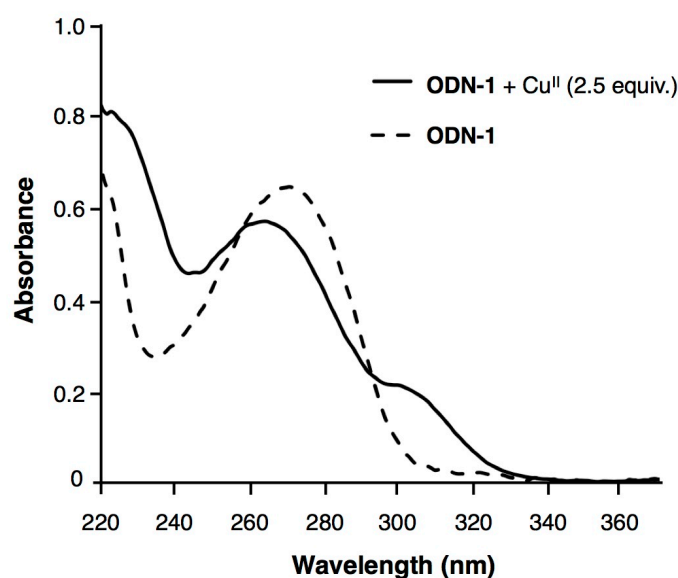 1.0
ODN-1 + Cuᴵᴵ (2.5 equiv.)
0.8
ODN-1
0.6
Absorbance
0.4
0.2
0
220 240 260 280 300 320 340 360
Wavelength (nm)